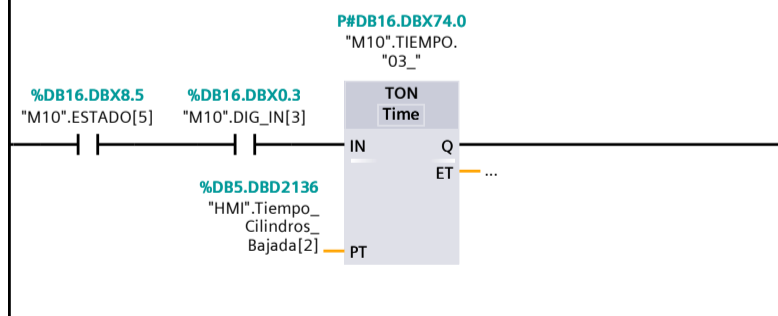 P#DB16.DBX74.0
"M10".TIEMPO.
"03_"
%DB16.DBX8.5
"M10".ESTADO[5]
%DB16.DBX0.3
"M10".DIG_IN[3]
TON
Time
IN
Q
ET
...
%DB5.DBD2136
"HMI".Tiempo_
Cilindros_
Bajada[2]
PT